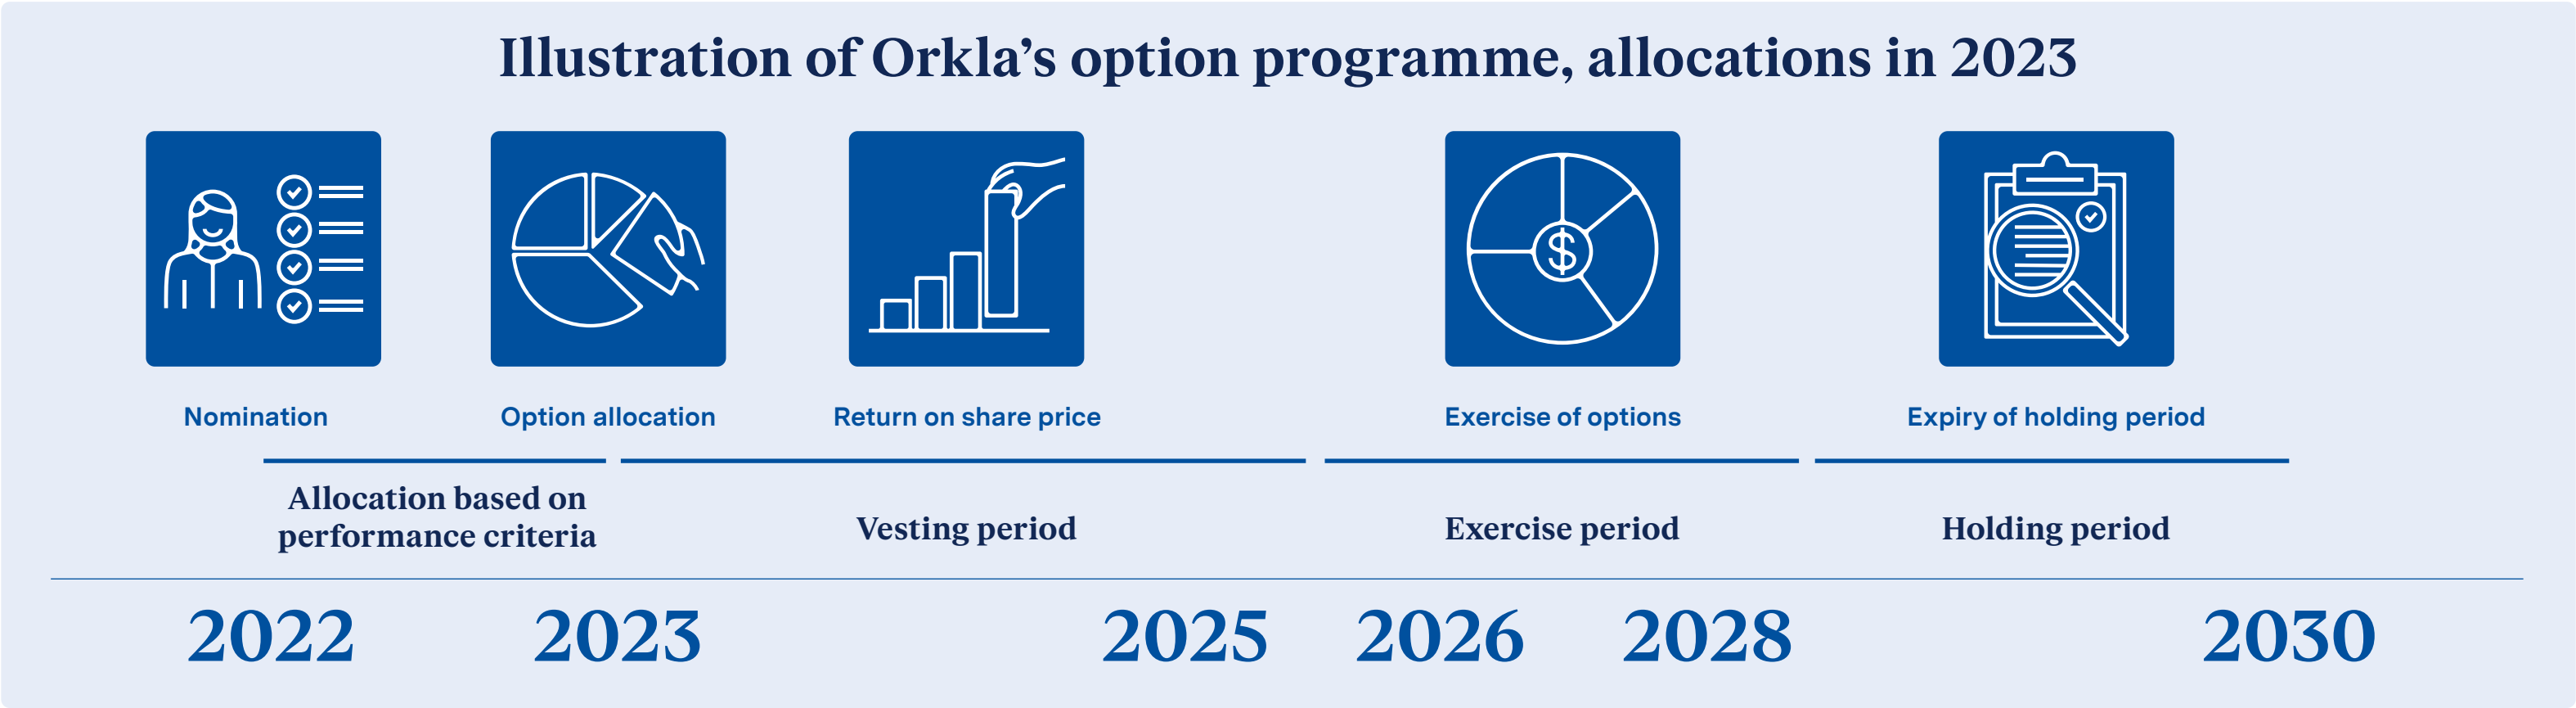 Illustration of Orkla’s option programme, allocations in 2023
$
Nomination
Option allocation
Return on share price
Exercise of options
Expiry of holding period
Allocation based on
performance criteria
Vesting period
Exercise period
Holding period
2022
2023
2025
2026
2028
2030